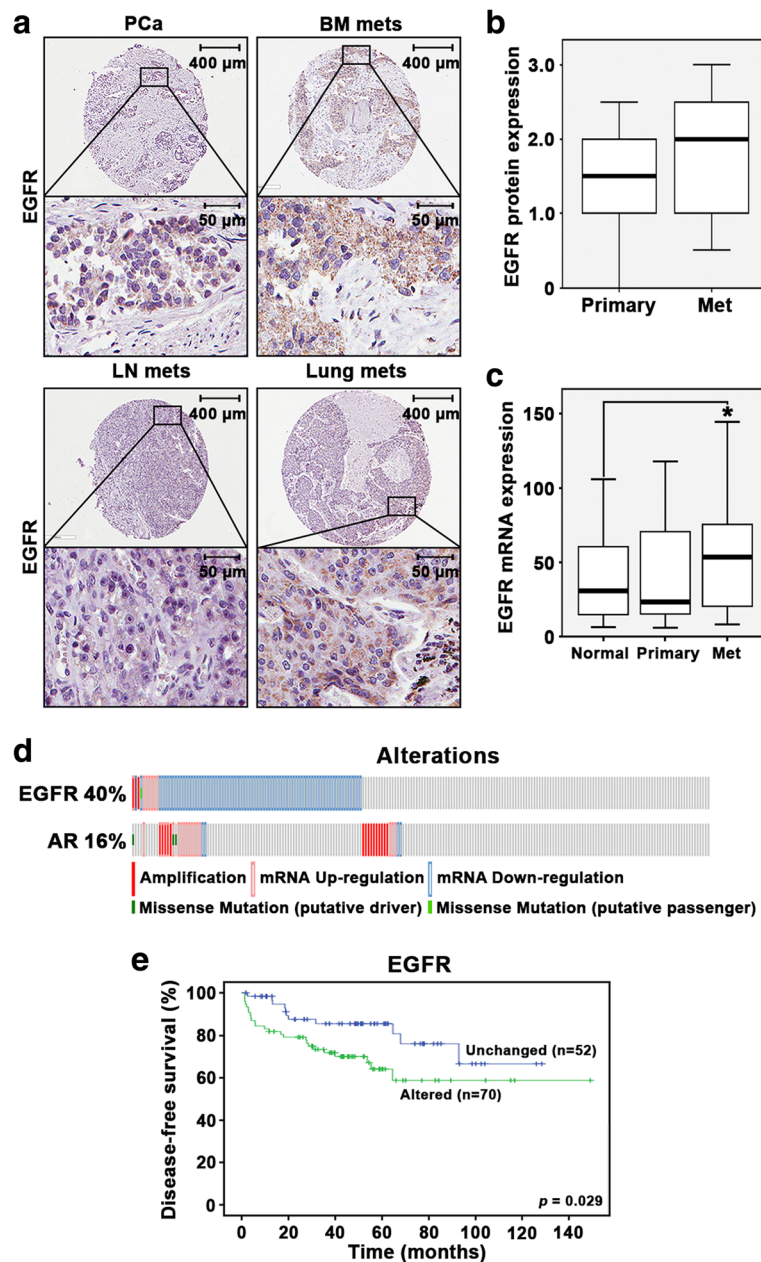 a
PCa
BM mets
400 µm
400 µm
EGFR
50 µm
50 µm
LN mets
Lung mets
400 µm
400 µm
EGFR
50 µm
50 µm
b
EGFR protein expression
3.0
2.0
1.0
0
Primary
Met
c
EGFR mRNA expression
150
100
50
0
*
Normal
Primary
Met
d
Alterations
EGFR 40%
AR 16%
Amplification
mRNA Up-regulation
mRNA Down-regulation
Missense Mutation (putative driver)
Missense Mutation (putative passenger)
e
EGFR
Disease-free survival (%)
100
80
60
40
20
0
Unchanged (n=52)
Altered (n=70)
p = 0.029
0 20 40 60 80 100 120 140
Time (months)